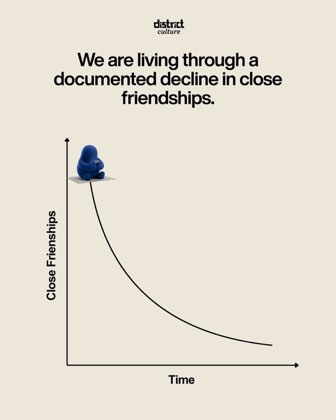 district
culture
We are living through a
documented decline in close
friendships.
Close Frienships
Time